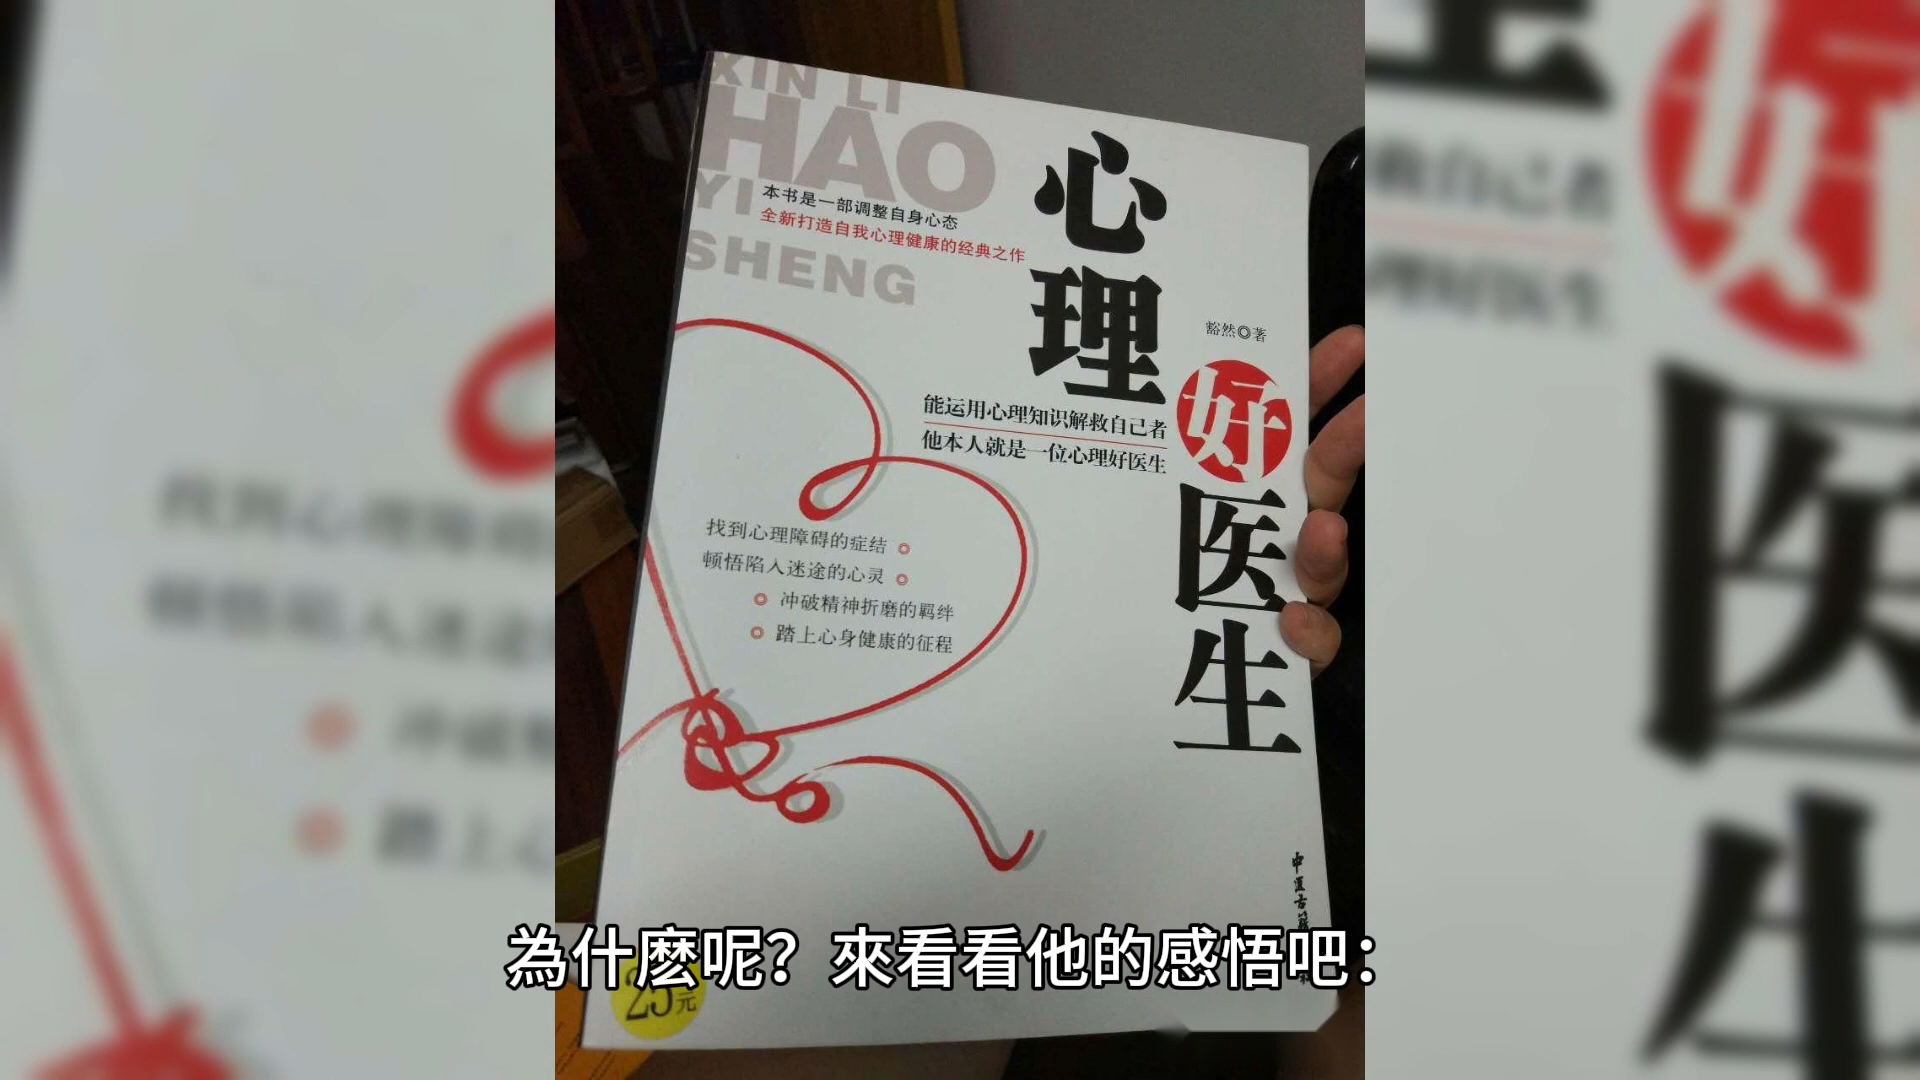 XIN LI
HAO
YI
SHENG
本书是一部调整自身心态
全新打造自我心理健康的经典之作
心理好医生
豁然◎著
能运用心理知识解救自己者
他本人就是一位心理好医生
找到心理障碍的症结
顿悟陷入迷途的心灵
冲破精神折磨的羁绊
踏上心身健康的征程
中医古籍
為什麼呢？來看看他的感悟吧：
25元